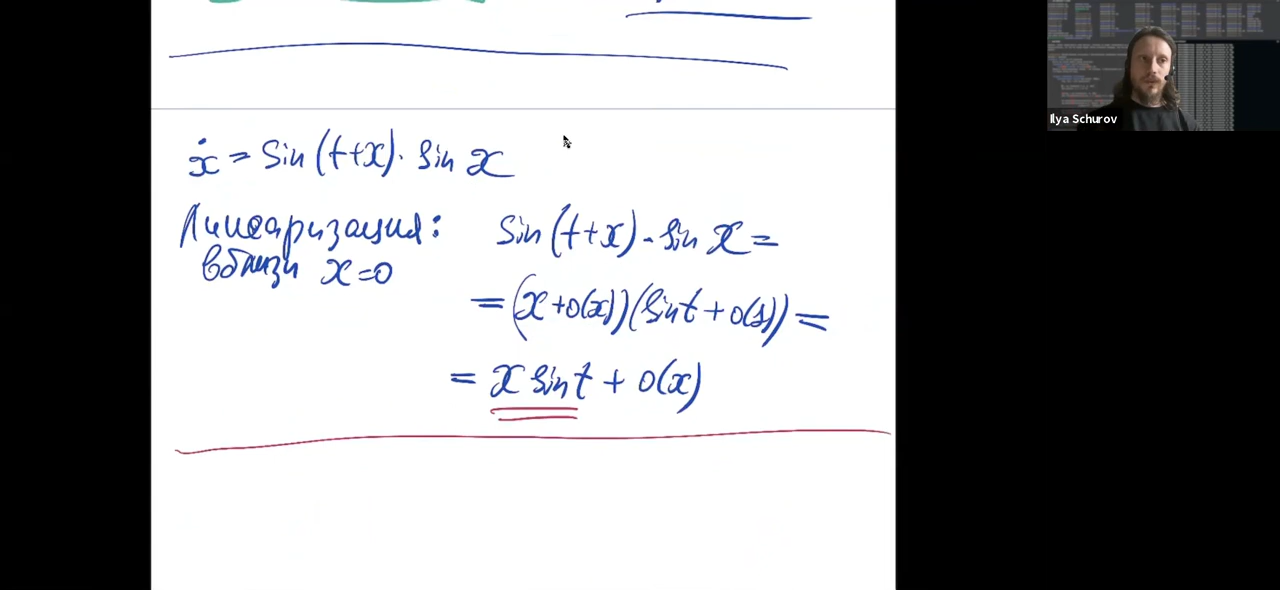 ẋ = sin(t+x)· sin x
Линеаризация:
вблизи x=0
sin(t+x)·sin x =
= (x+o(x))(sin t + o(1)) =
= x sin t + o(x)
Ilya Schurov